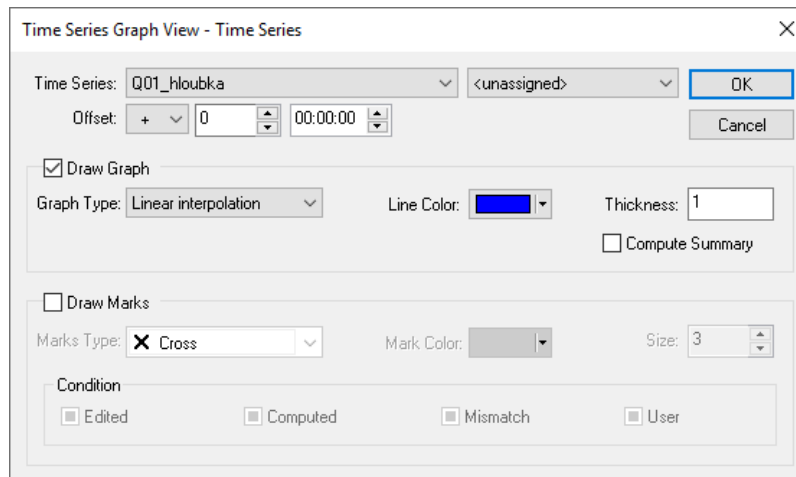 Time Series Graph View - Time Series
Time Series: Q01_hloubka <unassigned> OK
Offset: + 0 00:00:00 Cancel
Draw Graph
Graph Type: Linear interpolation Line Color: Thickness: 1
Compute Summary
Draw Marks
Marks Type: Cross Mark Color: Size: 3
Condition
Edited Computed Mismatch User